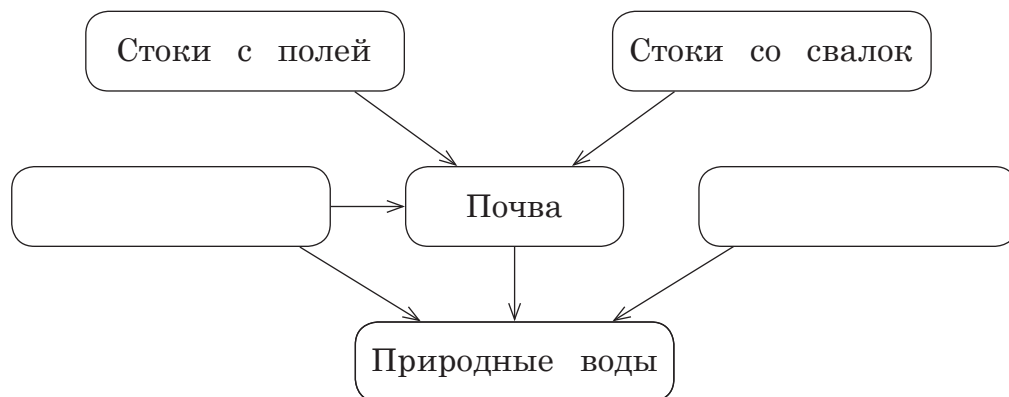 Стоки с полей
Стоки со свалок
Почва
Природные воды